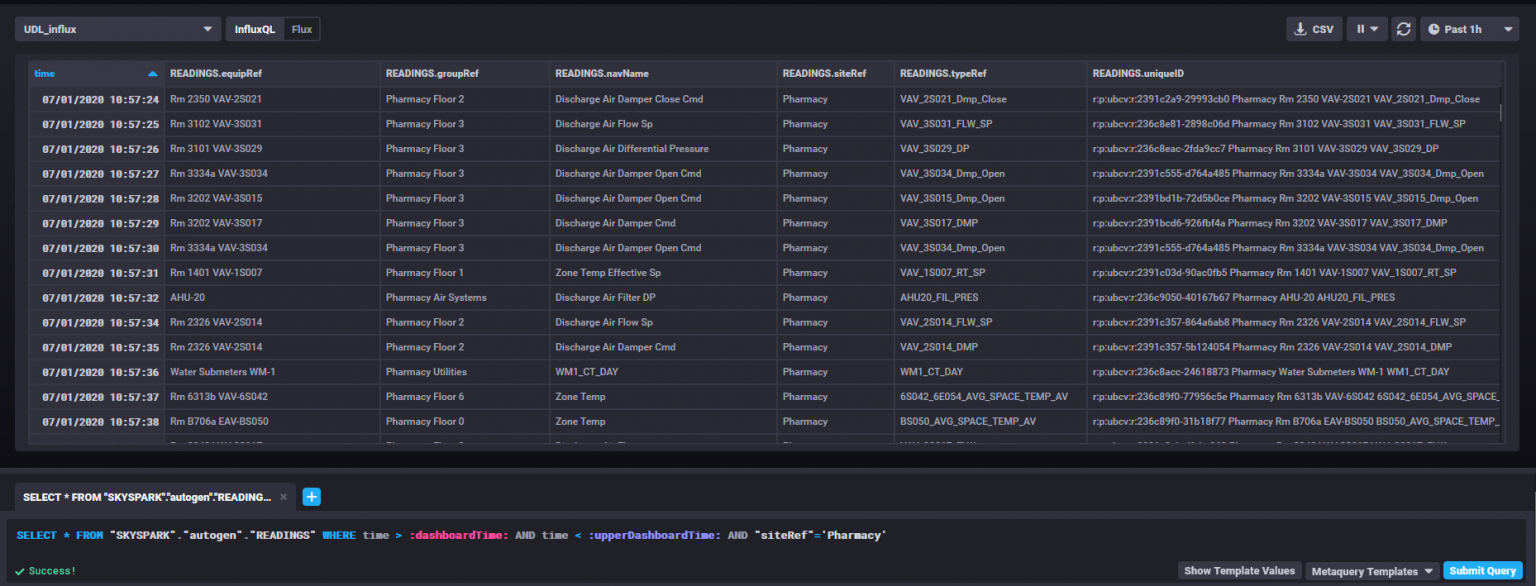 UDL_influx InfluxQL Flux CSV Past 1h
time READINGS.equipRef READINGS.groupRef READINGS.navName READINGS.siteRef READINGS.typeRef READINGS.uniqueID
07/01/2020 10:57:24 Rm 2350 VAV-2S021 Pharmacy Floor 2 Discharge Air Damper Close Cmd Pharmacy VAV_2S021_Dmp_Close r:p:ubcv:r:2391c2a9-29993cb0 Pharmacy Rm 2350 VAV-2S021 VAV_2S021_Dmp_Close
07/01/2020 10:57:25 Rm 3102 VAV-3S031 Pharmacy Floor 3 Discharge Air Flow Sp Pharmacy VAV_3S031_FLW_SP r:p:ubcv:r:236c8e81-2898c06d Pharmacy Rm 3102 VAV-3S031 VAV_3S031_FLW_SP
07/01/2020 10:57:26 Rm 3101 VAV-3S029 Pharmacy Floor 3 Discharge Air Differential Pressure Pharmacy VAV_3S029_DP r:p:ubcv:r:236c8eac-2fda9cc7 Pharmacy Rm 3101 VAV-3S029 VAV_3S029_DP
07/01/2020 10:57:27 Rm 3334a VAV-3S034 Pharmacy Floor 3 Discharge Air Damper Open Cmd Pharmacy VAV_3S034_Dmp_Open r:p:ubcv:r:2391c555-d764a485 Pharmacy Rm 3334a VAV-3S034 VAV_3S034_Dmp_Open
07/01/2020 10:57:28 Rm 3202 VAV-3S015 Pharmacy Floor 3 Discharge Air Damper Open Cmd Pharmacy VAV_3S015_Dmp_Open r:p:ubcv:r:2391bd1b-72d5b0ce Pharmacy Rm 3202 VAV-3S015 VAV_3S015_Dmp_Open
07/01/2020 10:57:29 Rm 3202 VAV-3S017 Pharmacy Floor 3 Discharge Air Damper Cmd Pharmacy VAV_3S017_DMP r:p:ubcv:r:2391bcd6-926fbf4a Pharmacy Rm 3202 VAV-3S017 VAV_3S017_DMP
07/01/2020 10:57:30 Rm 3334a VAV-3S034 Pharmacy Floor 3 Discharge Air Damper Open Cmd Pharmacy VAV_3S034_Dmp_Open r:p:ubcv:r:2391c555-d764a485 Pharmacy Rm 3334a VAV-3S034 VAV_3S034_Dmp_Open
07/01/2020 10:57:31 Rm 1401 VAV-1S007 Pharmacy Floor 1 Zone Temp Effective Sp Pharmacy VAV_1S007_RT_SP r:p:ubcv:r:2391c03d-90ac0fb5 Pharmacy Rm 1401 VAV-1S007 VAV_1S007_RT_SP
07/01/2020 10:57:32 AHU-20 Pharmacy Air Systems Discharge Air Filter DP Pharmacy AHU20_FIL_PRES r:p:ubcv:r:236c9050-40167b67 Pharmacy AHU-20 AHU20_FIL_PRES
07/01/2020 10:57:34 Rm 2326 VAV-2S014 Pharmacy Floor 2 Discharge Air Flow Sp Pharmacy VAV_2S014_FLW_SP r:p:ubcv:r:2391c357-864a6ab8 Pharmacy Rm 2326 VAV-2S014 VAV_2S014_FLW_SP
07/01/2020 10:57:35 Rm 2326 VAV-2S014 Pharmacy Floor 2 Discharge Air Damper Cmd Pharmacy VAV_2S014_DMP r:p:ubcv:r:2391c357-5b124054 Pharmacy Rm 2326 VAV-2S014 VAV_2S014_DMP
07/01/2020 10:57:36 Water Submeters WM-1 Pharmacy Utilities WM1_CT_DAY Pharmacy WM1_CT_DAY r:p:ubcv:r:236c8acc-24618873 Pharmacy Water Submeters WM-1 WM1_CT_DAY
07/01/2020 10:57:37 Rm 6313b VAV-6S042 Pharmacy Floor 6 Zone Temp Pharmacy 6S042_6E054_AVG_SPACE_TEMP_AV r:p:ubcv:r:236c89f0-77956c5e Pharmacy Rm 6313b VAV-6S042 6S042_6E054_AVG_SPACE_
07/01/2020 10:57:38 Rm B706a EAV-BS050 Pharmacy Floor 0 Zone Temp Pharmacy BS050_AVG_SPACE_TEMP_AV r:p:ubcv:r:236c89f0-31b18f77 Pharmacy Rm B706a EAV-BS050 BS050_AVG_SPACE_TEMP_
SELECT * FROM "SKYSPARK"."autogen"."READING... × +
SELECT * FROM "SKYSPARK"."autogen"."READINGS" WHERE time > :dashboardTime: AND time < :upperDashboardTime: AND "siteRef"='Pharmacy'
Success! Show Template Values Metaquery Templates Submit Query